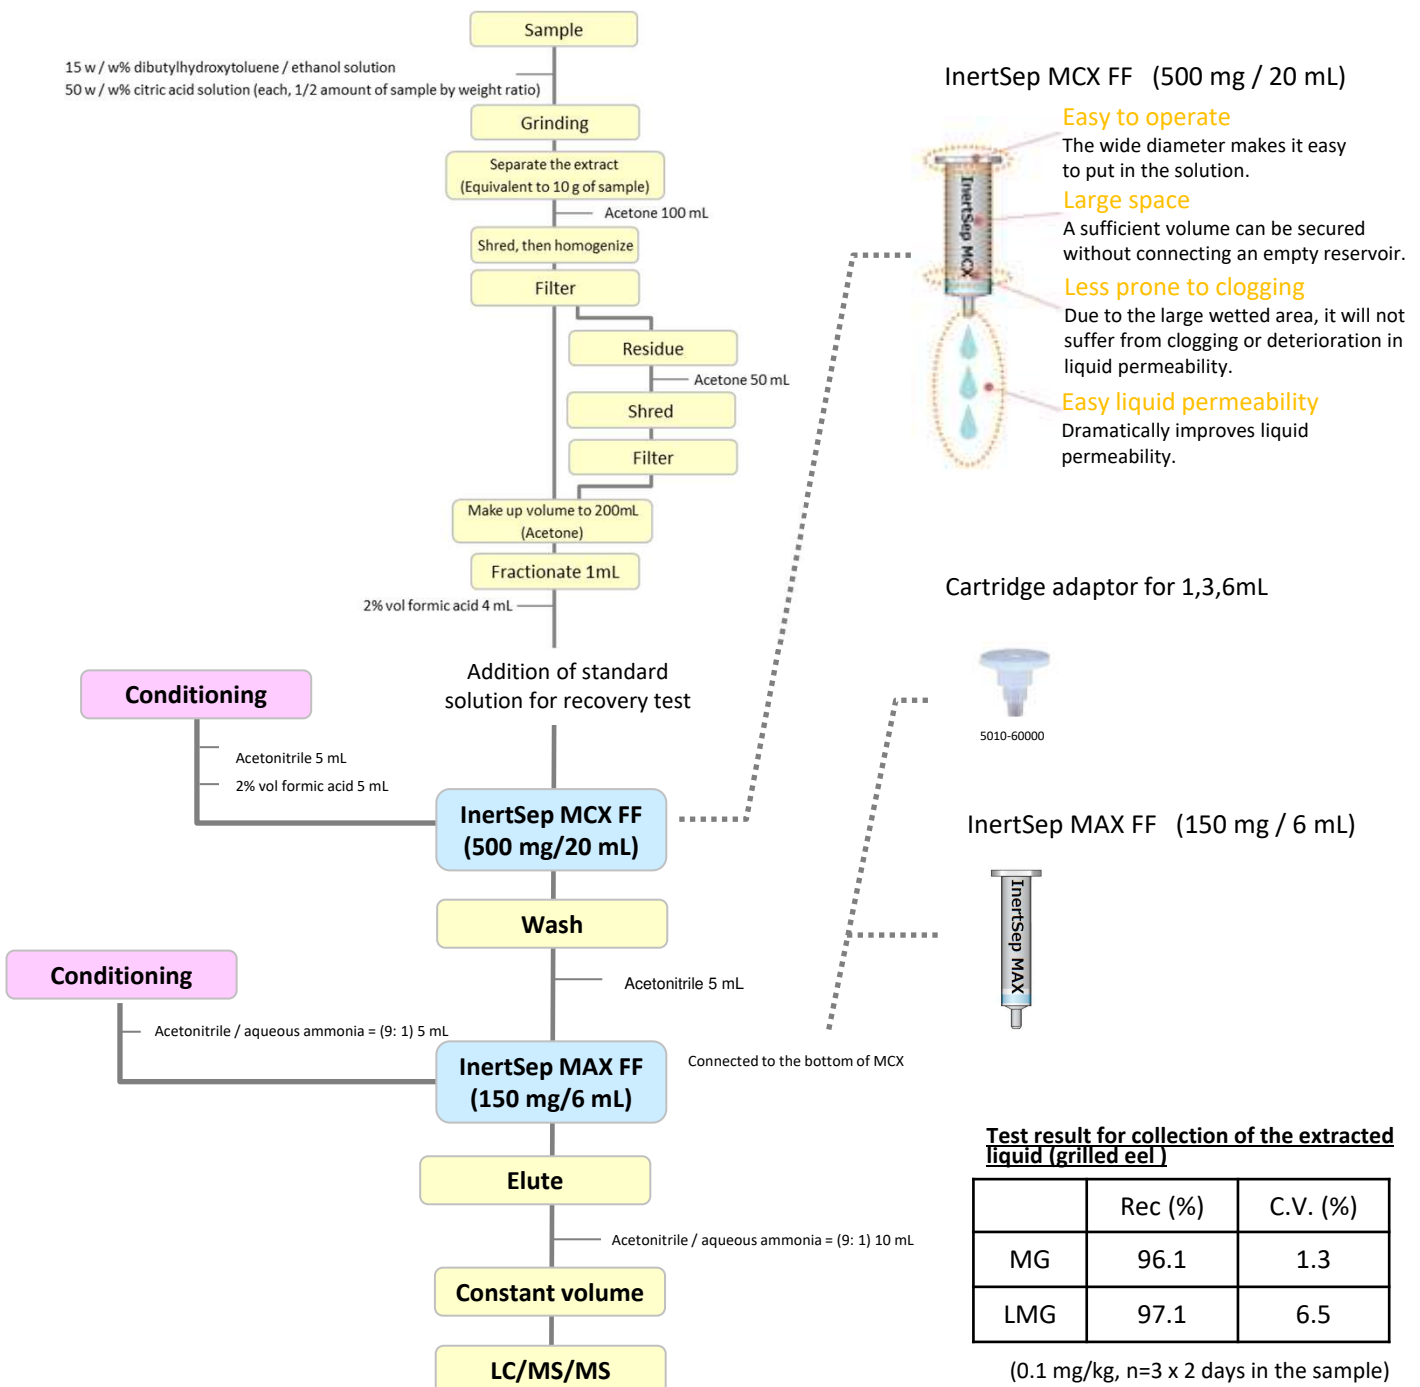 Sample
15 w / w% dibutylhydroxytoluene / ethanol solution
50 w / w% citric acid solution (each, 1/2 amount of sample by weight ratio)
Grinding
Separate the extract
(Equivalent to 10 g of sample)
Acetone 100 mL
Shred, then homogenize
Filter
Residue
Acetone 50 mL
Shred
Filter
Make up volume to 200mL
(Acetone)
Fractionate 1mL
2% vol formic acid 4 mL
Addition of standard
solution for recovery test
Conditioning
Acetonitrile 5 mL
2% vol formic acid 5 mL
InertSep MCX FF
(500 mg/20 mL)
Wash
Acetonitrile 5 mL
Conditioning
Acetonitrile / aqueous ammonia = (9: 1) 5 mL
InertSep MAX FF
(150 mg/6 mL)
Connected to the bottom of MCX
Elute
Acetonitrile / aqueous ammonia = (9: 1) 10 mL
Constant volume
LC/MS/MS
InertSep MCX FF (500 mg / 20 mL)
InertSep MCX
Easy to operate
The wide diameter makes it easy
to put in the solution.
Large space
A sufficient volume can be secured
without connecting an empty reservoir.
Less prone to clogging
Due to the large wetted area, it will not
suffer from clogging or deterioration in
liquid permeability.
Easy liquid permeability
Dramatically improves liquid
permeability.
Cartridge adaptor for 1,3,6mL
5010-60000
InertSep MAX FF (150 mg / 6 mL)
InertSep MAX
Test result for collection of the extracted
liquid (grilled eel )
Rec (%) C.V. (%)
MG 96.1 1.3
LMG 97.1 6.5
(0.1 mg/kg, n=3 x 2 days in the sample)